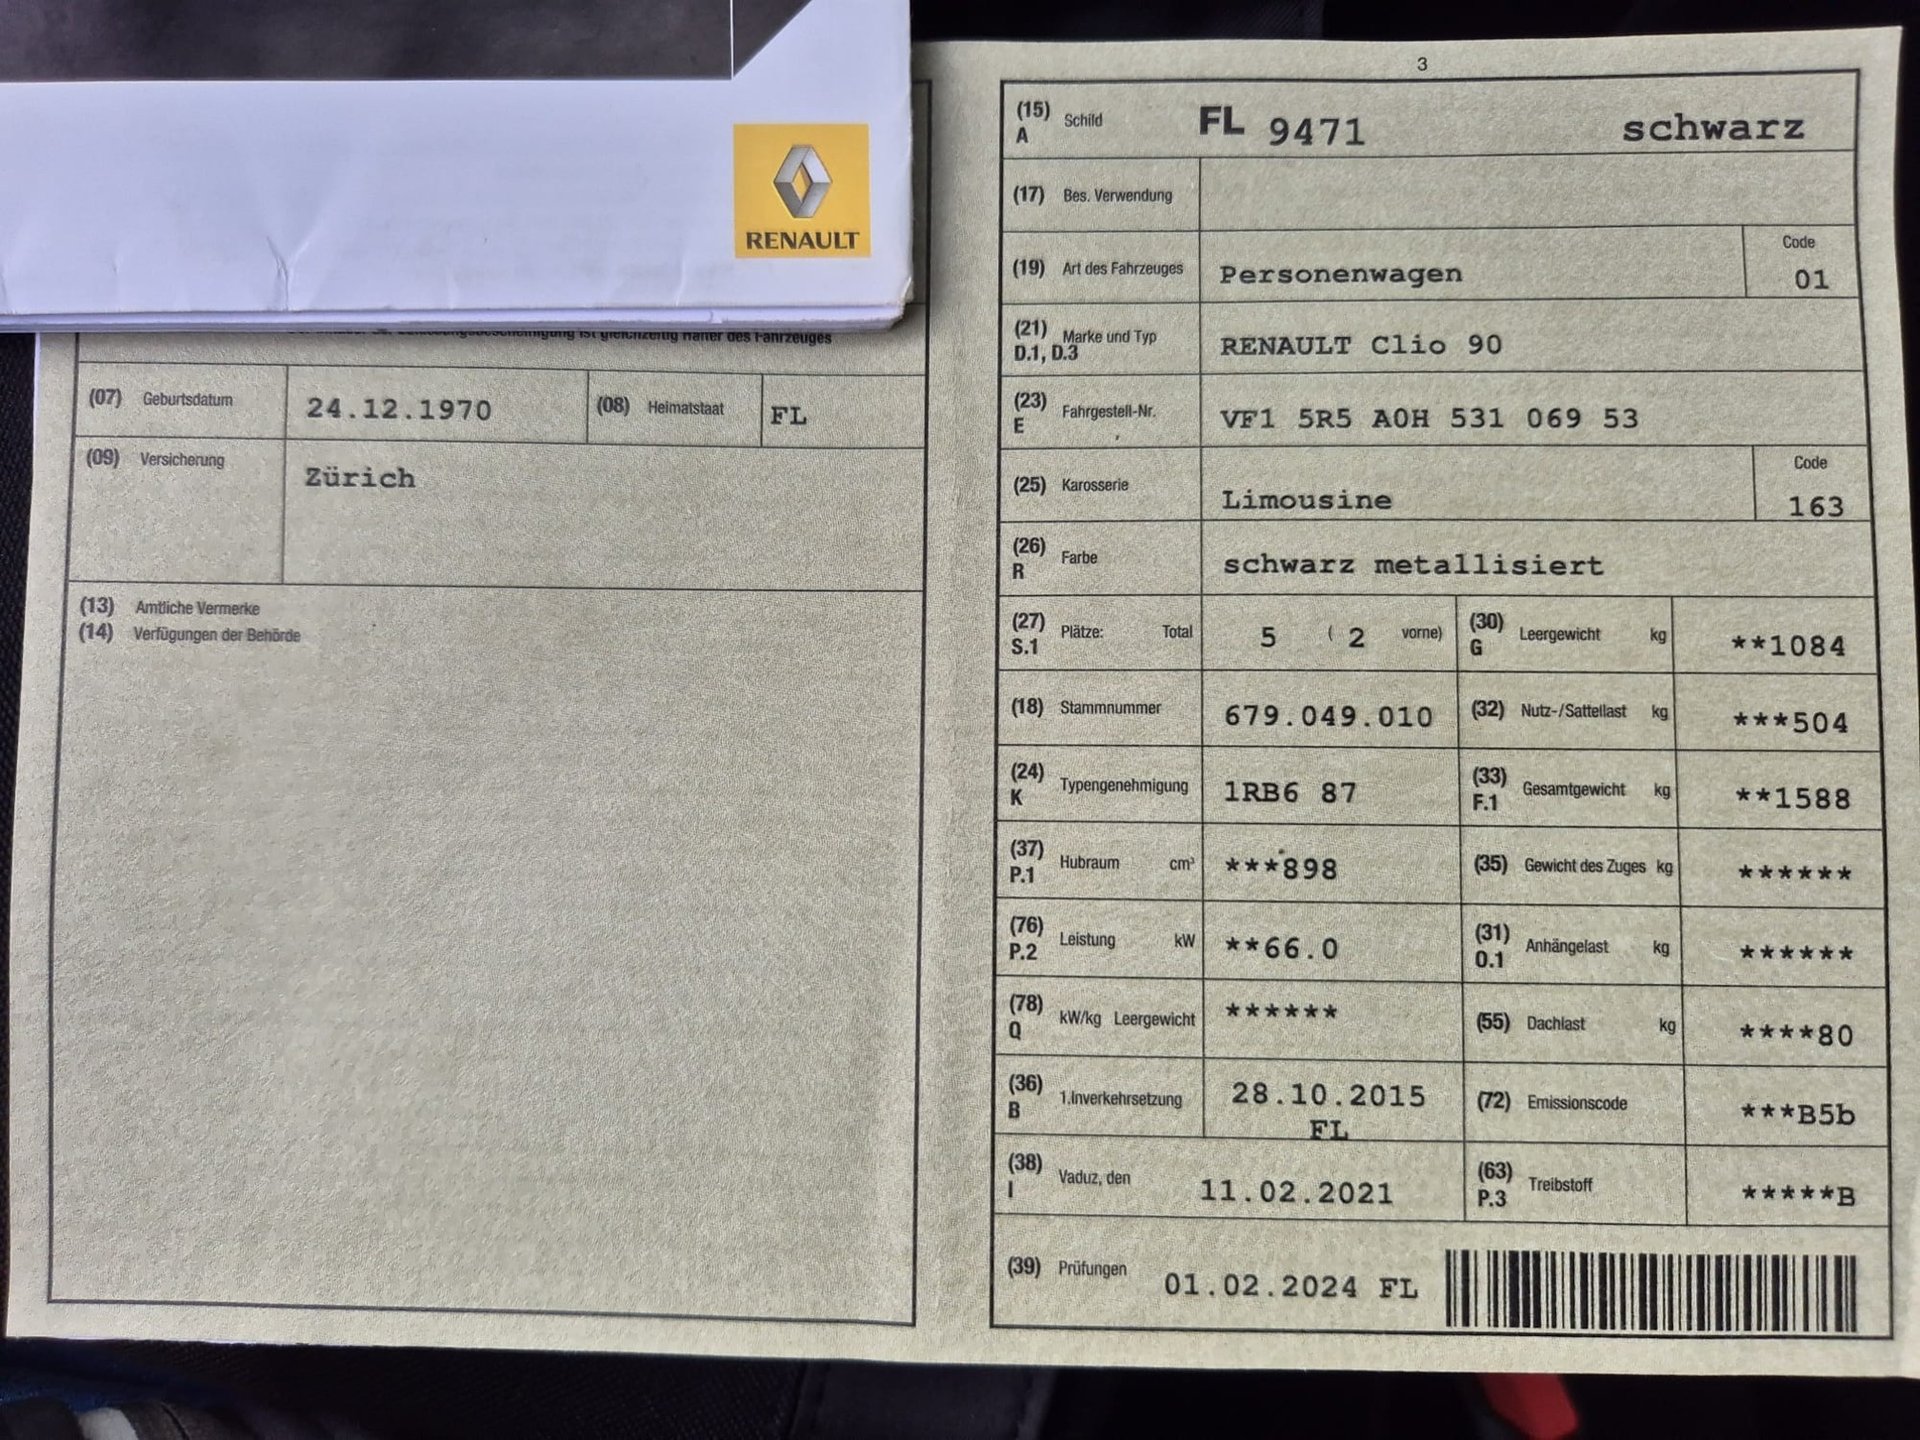 RENAULT
ist gleichzeitig Halter des Fahrzeuges
(07) Geburtsdatum 24.12.1970 (08) Heimatstaat FL
(09) Versicherung Zürich
(13) Amtliche Vermerke
(14) Verfügungen der Behörde
3
(15) A Schild FL 9471 schwarz
(17) Bes. Verwendung
(19) Art des Fahrzeuges Personenwagen Code 01
(21) D.1, D.3 Marke und Typ RENAULT Clio 90
(23) E Fahrgestell-Nr. VF1 5R5 A0H 531 069 53
(25) Karosserie Limousine Code 163
(26) R Farbe schwarz metallisiert
(27) S.1 Plätze: Total 5 ( 2 vorne) (30) G Leergewicht kg **1084
(18) Stammnummer 679.049.010 (32) Nutz-/Sattellast kg ***504
(24) K Typengenehmigung 1RB6 87 (33) F.1 Gesamtgewicht kg **1588
(37) P.1 Hubraum cm³ ***898 (35) Gewicht des Zuges kg ******
(76) P.2 Leistung kW **66.0 (31) O.1 Anhängelast kg ******
(78) Q kW/kg Leergewicht ****** (55) Dachlast kg ****80
(36) B 1.Inverkehrsetzung 28.10.2015 FL (72) Emissionscode ***B5b
(38) I Vaduz, den 11.02.2021 (63) P.3 Treibstoff *****B
(39) Prüfungen 01.02.2024 FL